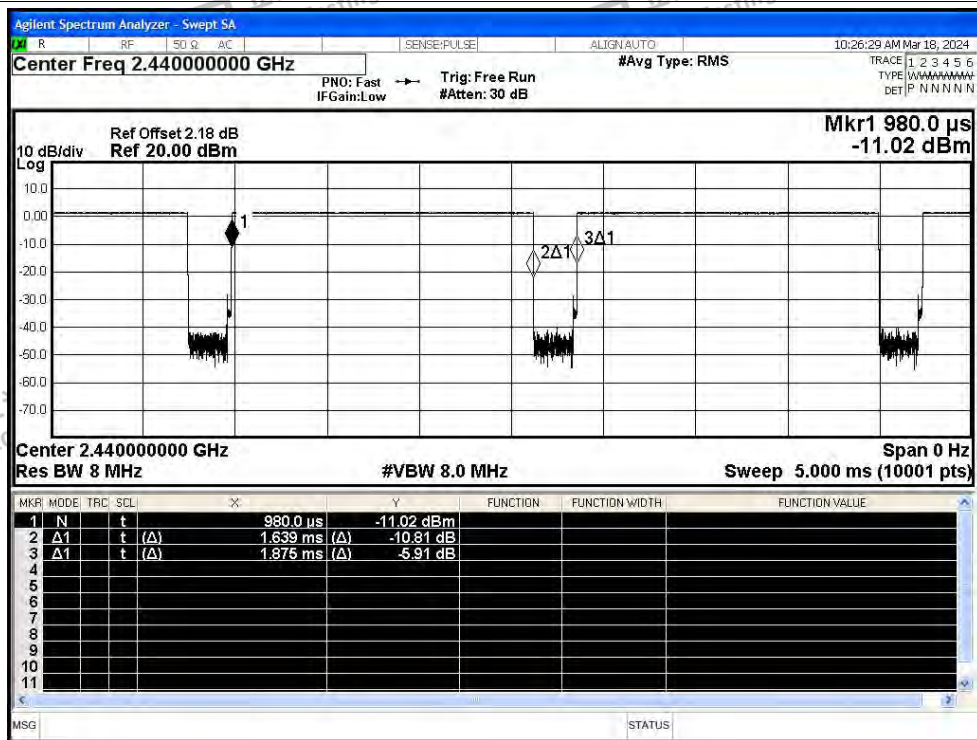 Agilent Spectrum Analyzer - Swept SA
R RF 50 Ω AC SENSE:PULSE ALIGN AUTO 10:26:29 AM Mar 18, 2024
Center Freq 2.440000000 GHz #Avg Type: RMS TRACE 1 2 3 4 5 6
PNO: Fast Trig: Free Run TYPE W
IFGain:Low #Atten: 30 dB DET P N N N N N
Mkr1 980.0 µs
Ref Offset 2.18 dB
10 dB/div Ref 20.00 dBm -11.02 dBm
Log
10.0
0.00
1
-10.0
2Δ1 3Δ1
-20.0
-30.0
-40.0
-50.0
-60.0
-70.0
Center 2.440000000 GHz Span 0 Hz
Res BW 8 MHz #VBW 8.0 MHz Sweep 5.000 ms (10001 pts)
MKR MODE TRC SCL X Y FUNCTION FUNCTION WIDTH FUNCTION VALUE
1 N t 980.0 µs -11.02 dBm
2 Δ1 t (Δ) 1.639 ms (Δ) -10.81 dB
3 Δ1 t (Δ) 1.875 ms (Δ) -5.91 dB
4
5
6
7
8
9
10
11
MSG STATUS